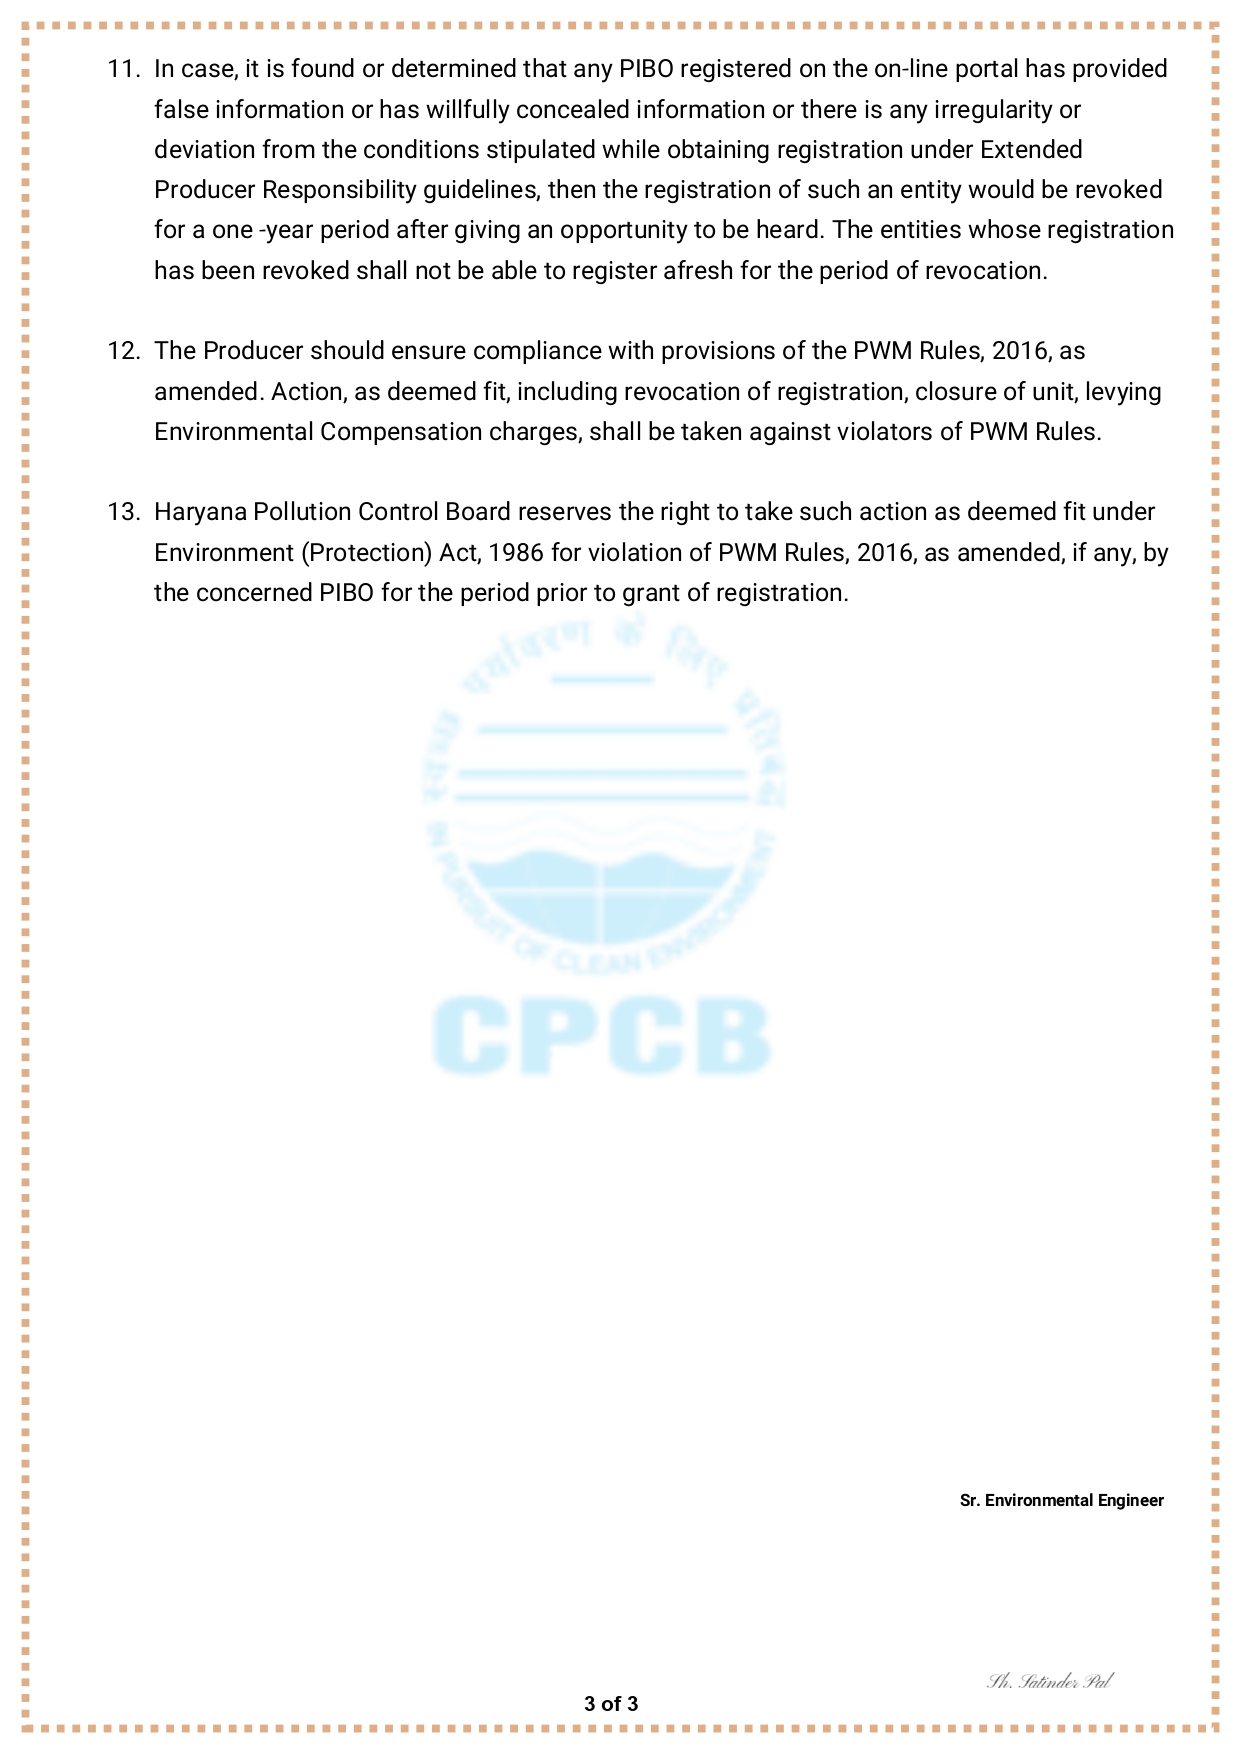 11. In case, it is found or determined that any PIBO registered on the on-line portal has provided
false information or has willfully concealed information or there is any irregularity or
deviation from the conditions stipulated while obtaining registration under Extended
Producer Responsibility guidelines, then the registration of such an entity would be revoked
for a one -year period after giving an opportunity to be heard. The entities whose registration
has been revoked shall not be able to register afresh for the period of revocation.
12. The Producer should ensure compliance with provisions of the PWM Rules, 2016, as
amended. Action, as deemed fit, including revocation of registration, closure of unit, levying
Environmental Compensation charges, shall be taken against violators of PWM Rules.
13. Haryana Pollution Control Board reserves the right to take such action as deemed fit under
Environment (Protection) Act, 1986 for violation of PWM Rules, 2016, as amended, if any, by
the concerned PIBO for the period prior to grant of registration.
स्वच्छ पर्यावरण के लिए
IN PURSUIT OF CLEAN ENVIRONMENT
CPCB
Sr. Environmental Engineer
Sh. Satinder Pal
3 of 3